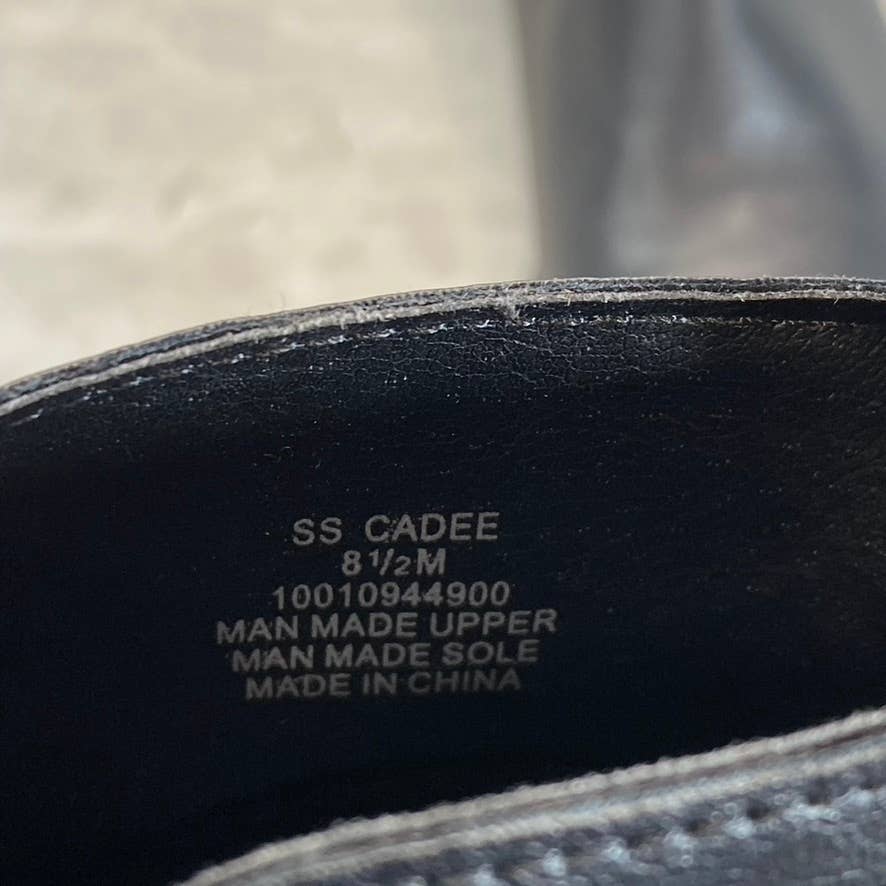 SS CADEE
8 1/2 M
10010944900
MAN MADE UPPER
MAN MADE SOLE
MADE IN CHINA